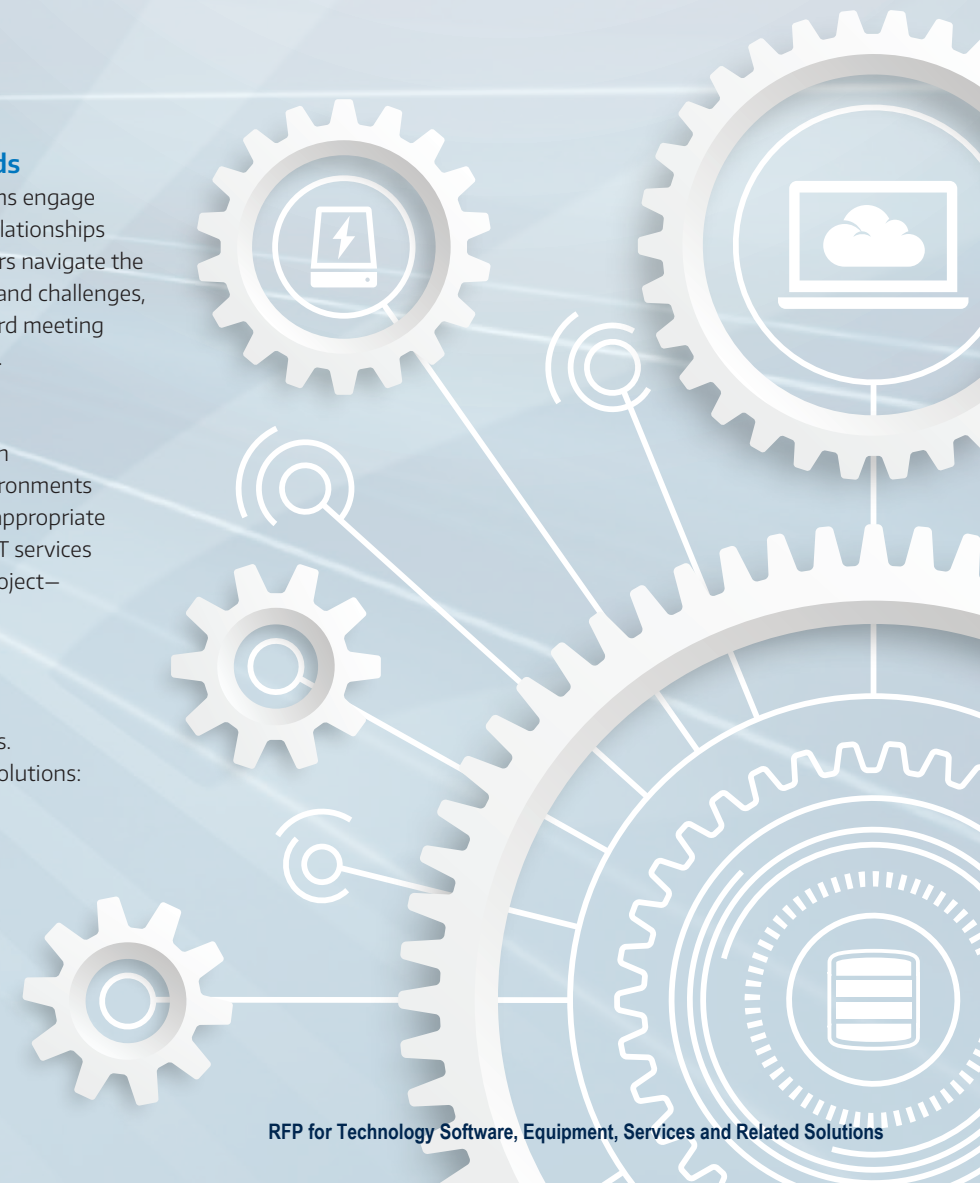 ds
ns engage
lationships
rs navigate the
and challenges,
rd meeting
.
n
ronments
appropriate
T services
oject—
s.
olutions:
RFP for Technology Software, Equipment, Services and Related Solutions